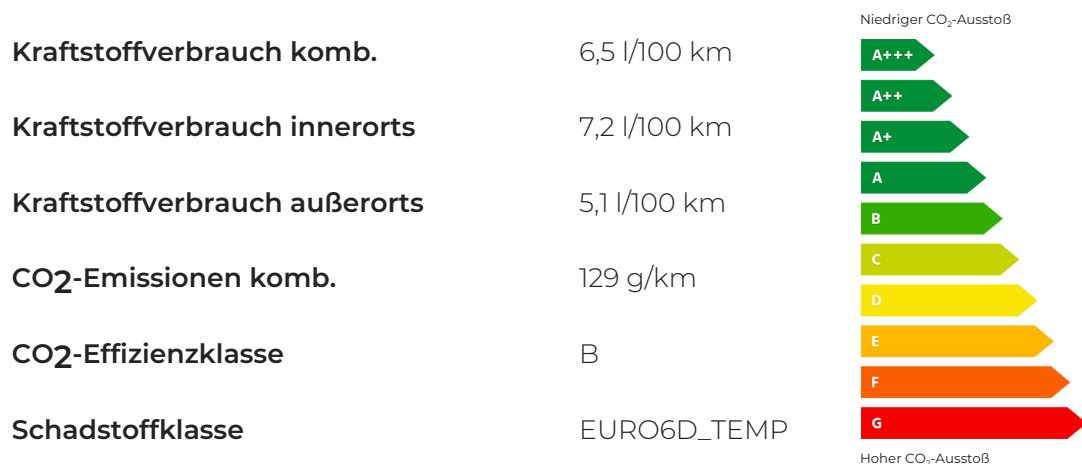 Kraftstoffverbrauch komb. 6,5 l/100 km
Kraftstoffverbrauch innerorts 7,2 l/100 km
Kraftstoffverbrauch außerorts 5,1 l/100 km
CO2-Emissionen komb. 129 g/km
CO2-Effizienzklasse B
Schadstoffklasse EURO6D_TEMP
Niedriger CO₂-Ausstoß
A+++
A++
A+
A
B
C
D
E
F
G
Hoher CO₂-Ausstoß